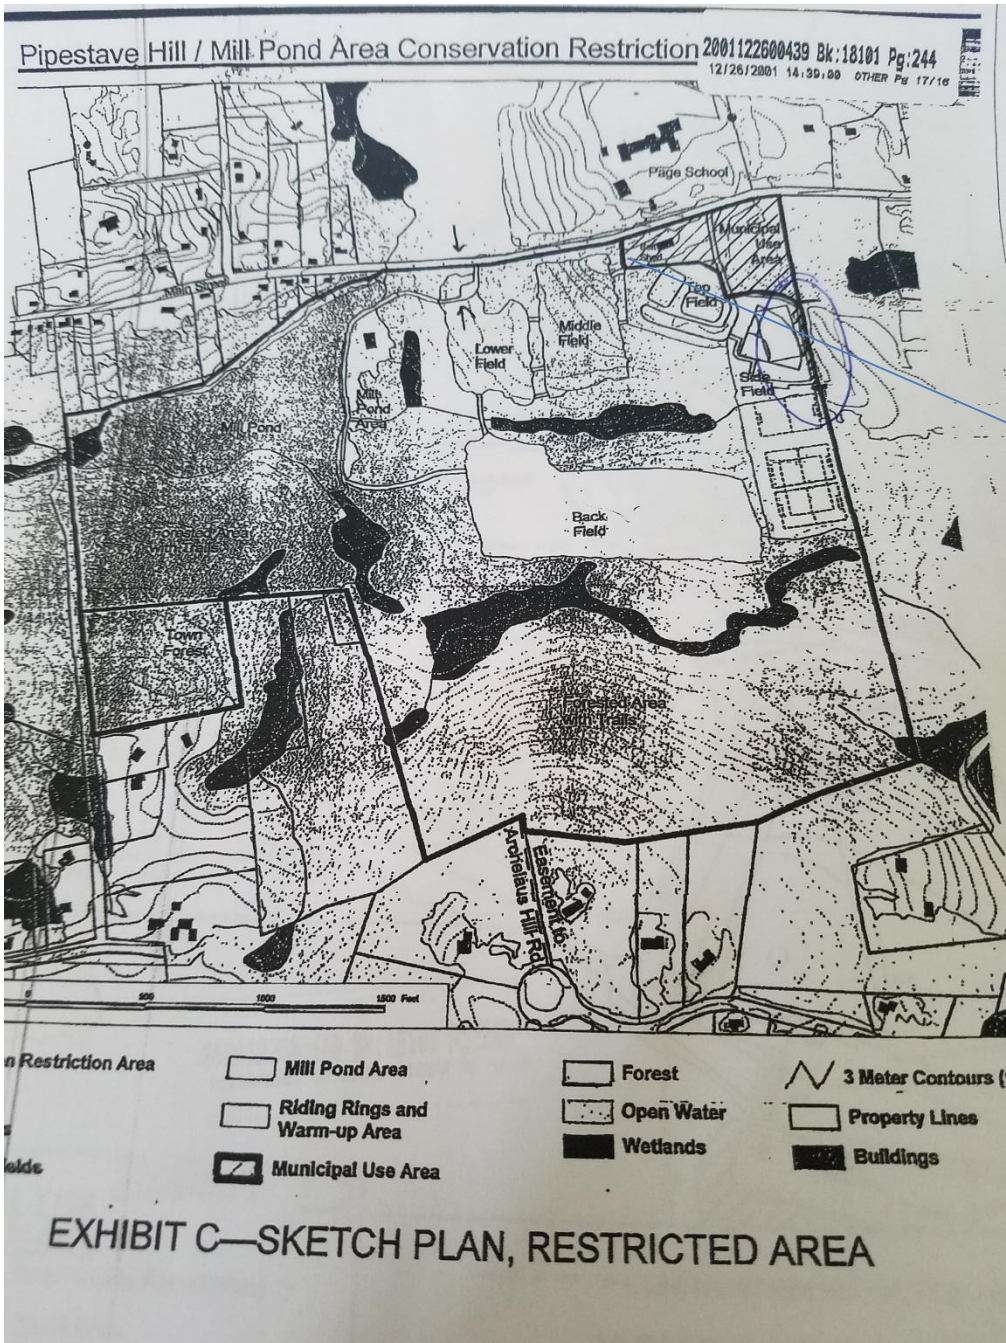 Pipestave Hill / Mill Pond Area Conservation Restriction
2001122600439 Bk:18101 Pg:244
12/26/2001 14:39:00 OTHER Pg 17/18
Page School
Municipal
Use
Area
Main Street
Top
Field
Middle
Field
Lower
Field
Side
Field
Mill
Pond
Area
Mill Pond
Back
Field
Forested Area
with Trails
Town
Forest
Forested Area
with Trails
Easement to
Archelaus Hill Rd.
0 500 1000 1500 Feet
n Restriction Area
Mill Pond Area
Forest
3 Meter Contours (
Riding Rings and
Warm-up Area
Open Water
Property Lines
Wetlands
Buildings
s
elds
Municipal Use Area
EXHIBIT C—SKETCH PLAN, RESTRICTED AREA